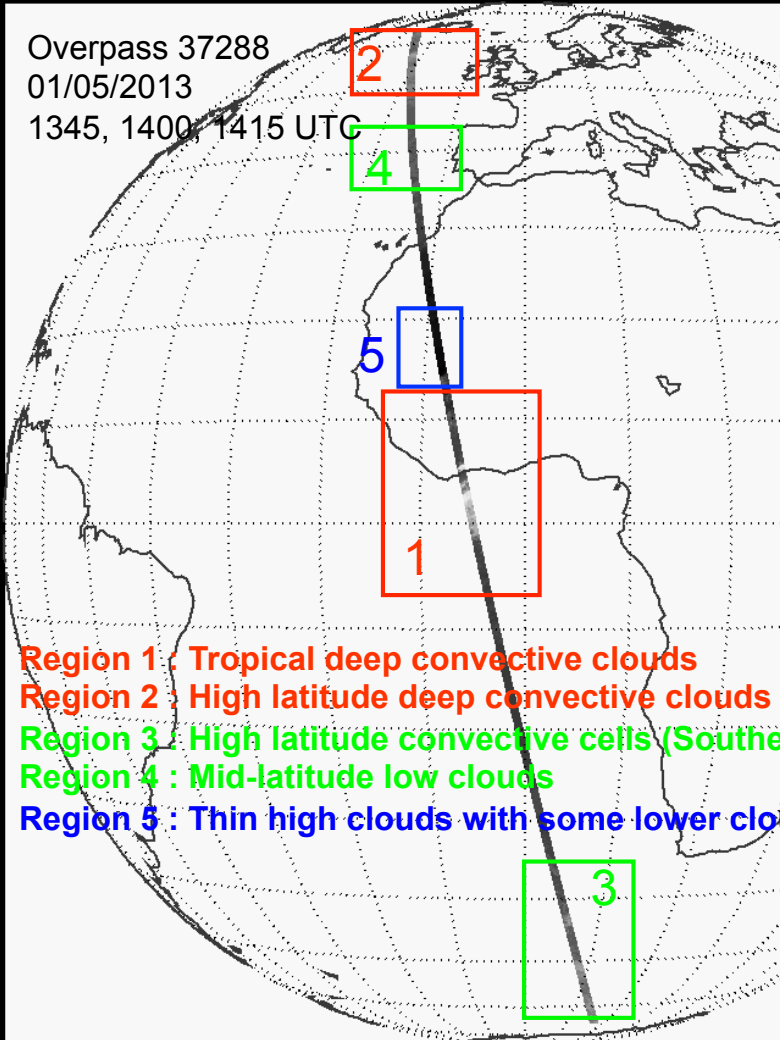 Overpass 37288
01/05/2013
1345, 1400, 1415 UTC
2
4
5
1
Region 1 : Tropical deep convective clouds
Region 2 : High latitude deep convective clouds
Region 3 : High latitude convective cells (Southe
Region 4 : Mid-latitude low clouds
Region 5 : Thin high clouds with some lower clo
3